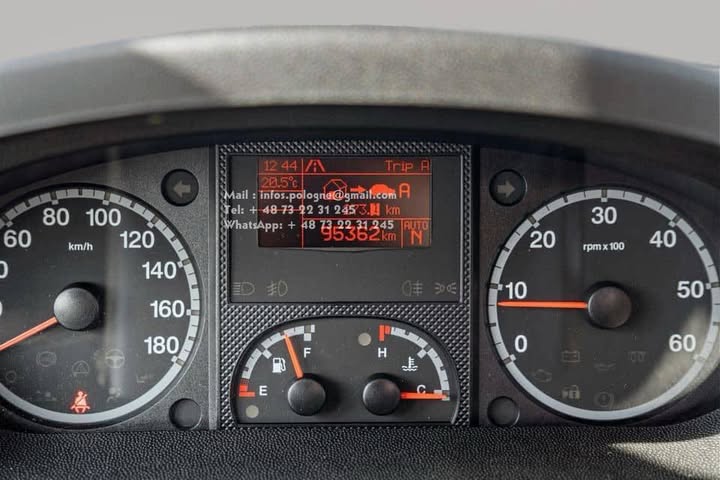 12 44 Trip A
20.5°c
A
Mail : infos.pologne@gmail.com
Tel: + 48 73 22 31 245
km
WhatsApp: + 48 73 22 31 245
95362 km
AUTO
N
60 80 100 120 140 160 180
km/h
0 10 20 30 40 50 60
rpm x 100
E F
H C